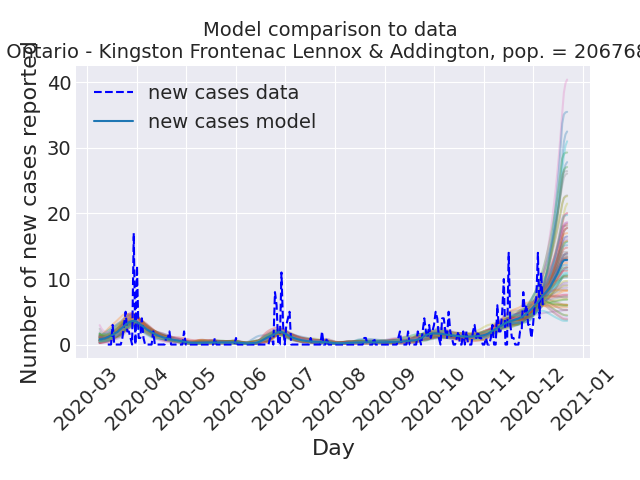 Model comparison to data
Ontario - Kingston Frontenac Lennox & Addington, pop. = 206768
Number of new cases reported
40
30
20
10
0
new cases data
new cases model
2020-03
2020-04
2020-05
2020-06
2020-07
2020-08
2020-09
2020-10
2020-11
2020-12
2021-01
Day